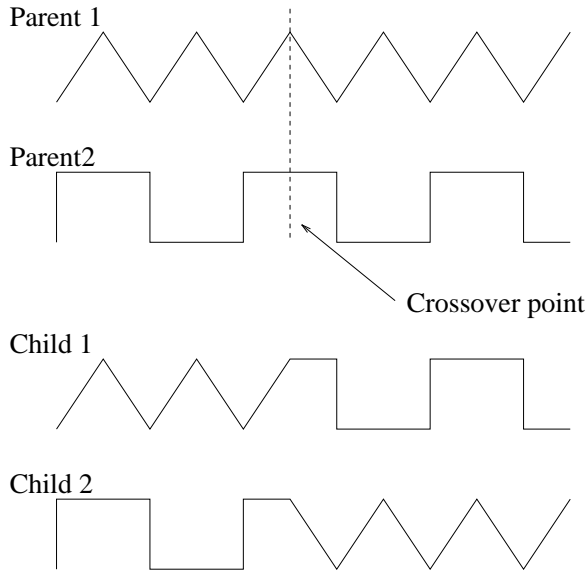 Parent 1
Parent2
Crossover point
Child 1
Child 2